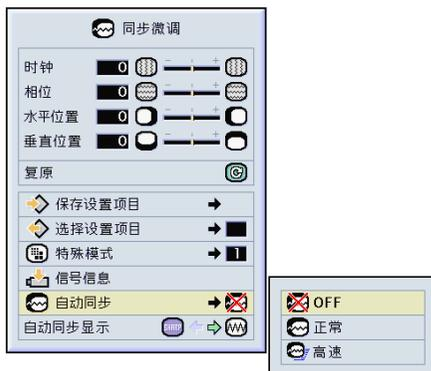 同步微调
时钟 0
相位 0
水平位置 0
垂直位置 0
复原
保存设置项目
选择设置项目
特殊模式 1
信号信息
自动同步
自动同步显示 SHARP
OFF
正常
高速